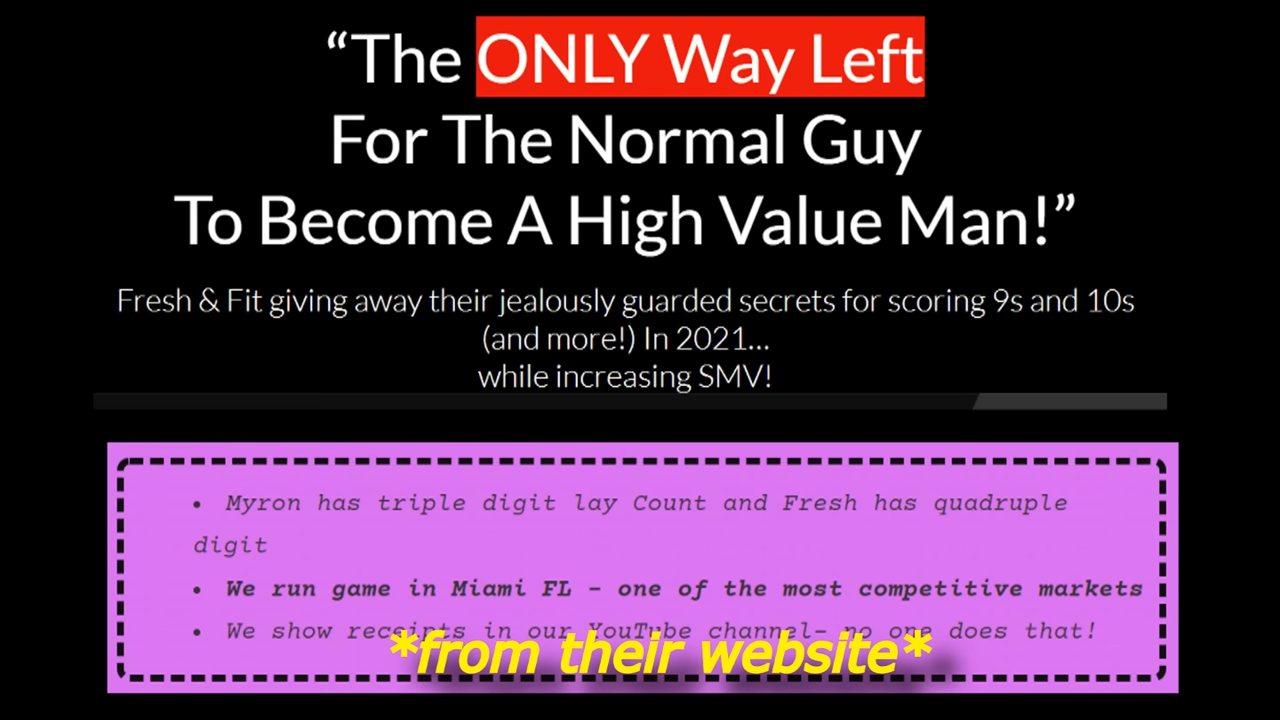 “The ONLY Way Left
For The Normal Guy
To Become A High Value Man!”
Fresh & Fit giving away their jealously guarded secrets for scoring 9s and 10s
(and more!) In 2021...
while increasing SMV!
• Myron has triple digit lay Count and Fresh has quadruple
digit
• We run game in Miami FL - one of the most competitive markets
• We show receipts in our YouTube channel- no one does that!
*from their website*